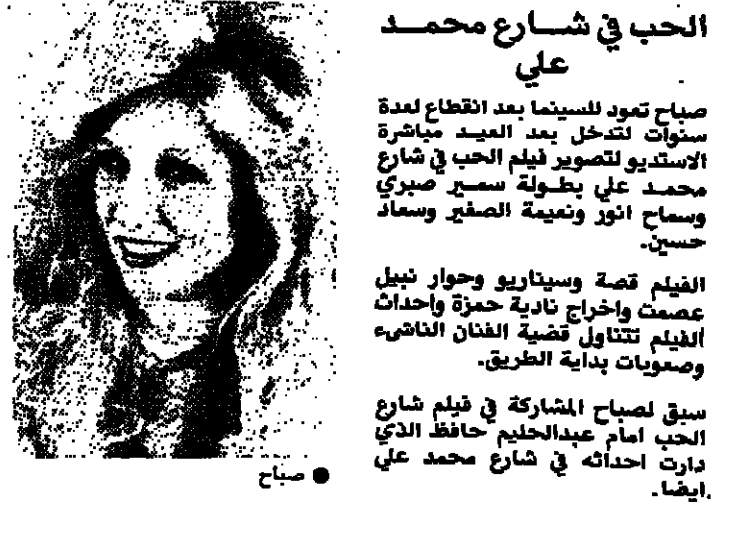 الحب في شارع محمد
علي
صباح تعود للسينما بعد انقطاع لعدة
سنوات لتدخل بعد العيد مباشرة
الاستديو لتصوير فيلم الحب في شارع
محمد علي بطولة سمير صبري
وسماح انور ونعيمة الصغير وسعاد
حسين.
الفيلم قصة وسيناريو وحوار نبيل
عصمت واخراج نادية حمزة واحداث
الفيلم تتناول قضية الفنان الناشىء
وصعوبات بداية الطريق.
سبق لصباح المشاركة في فيلم شارع
الحب امام عبدالحليم حافظ الذي
دارت احداثه في شارع محمد علي
ايضا.
● صباح